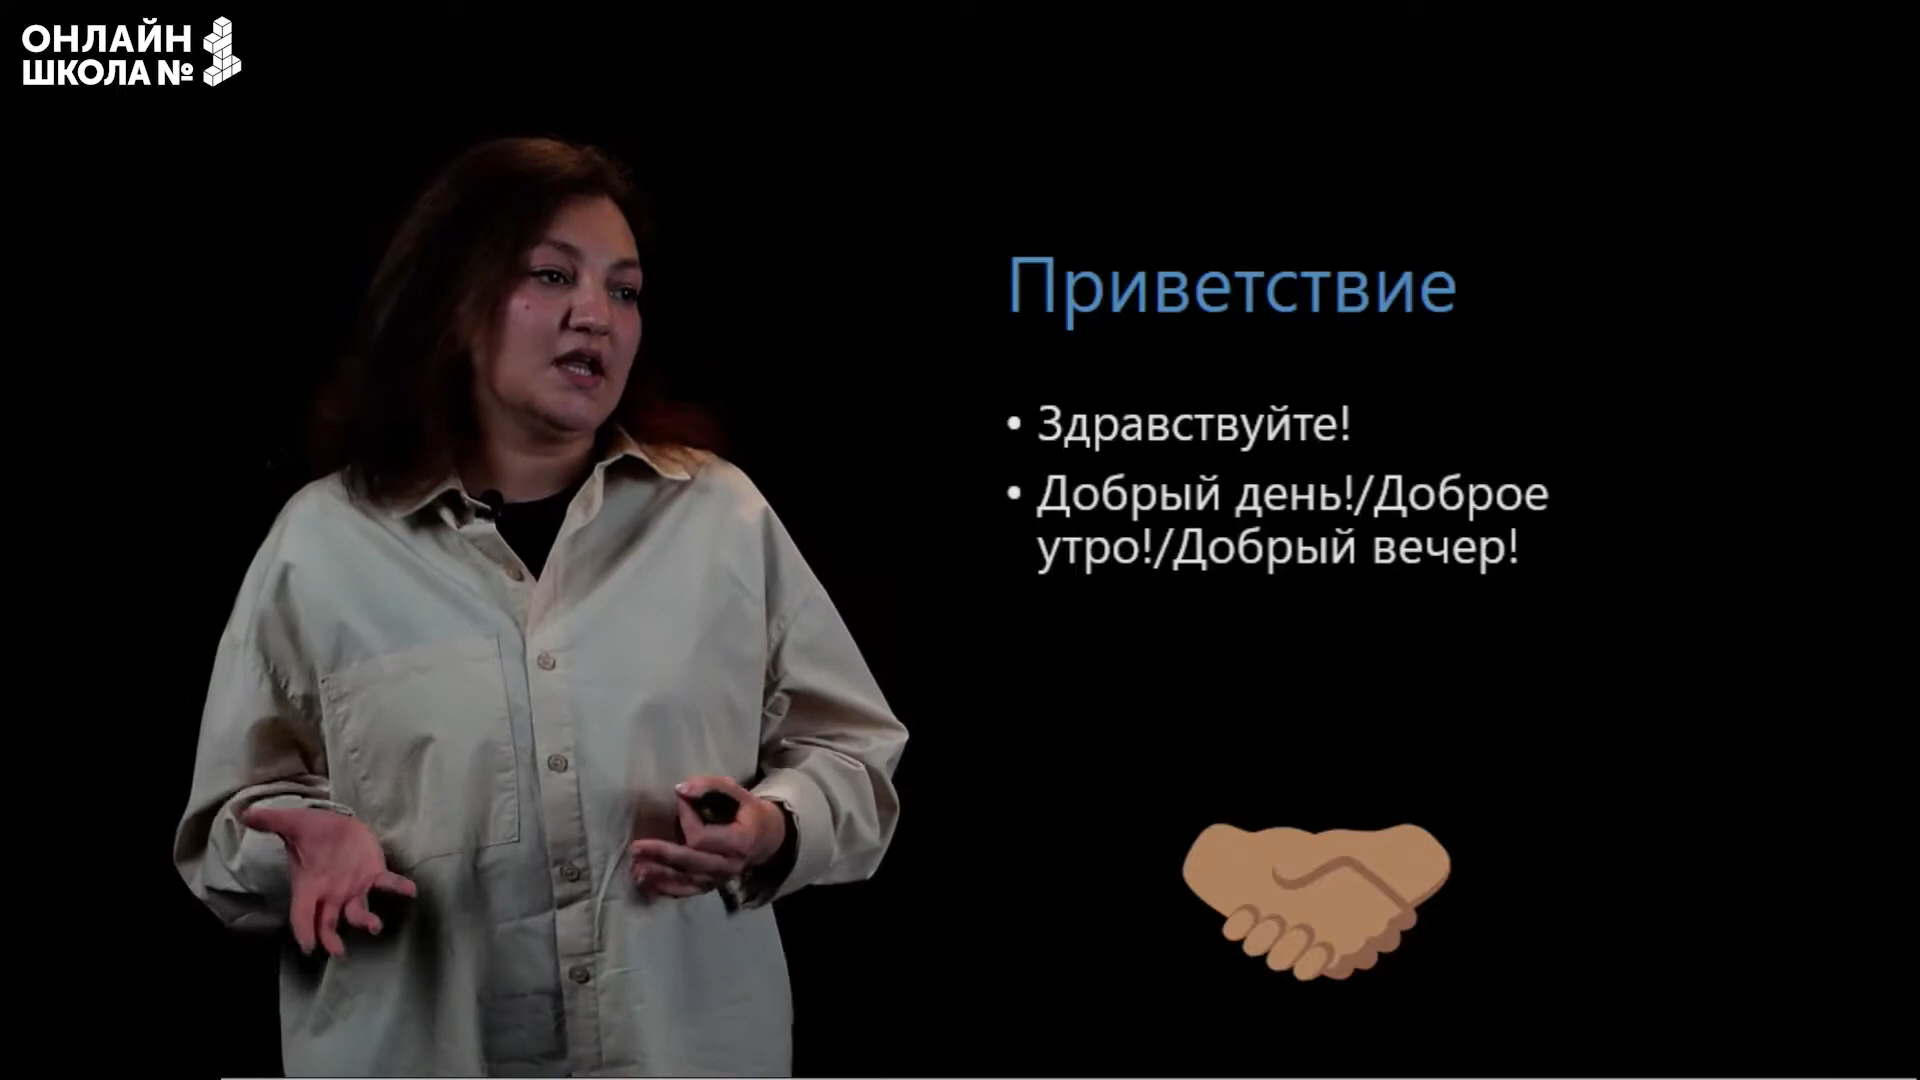 ОНЛАЙН
ШКОЛА №
Приветствие
• Здравствуйте!
• Добрый день!/Доброе
утро!/Добрый вечер!